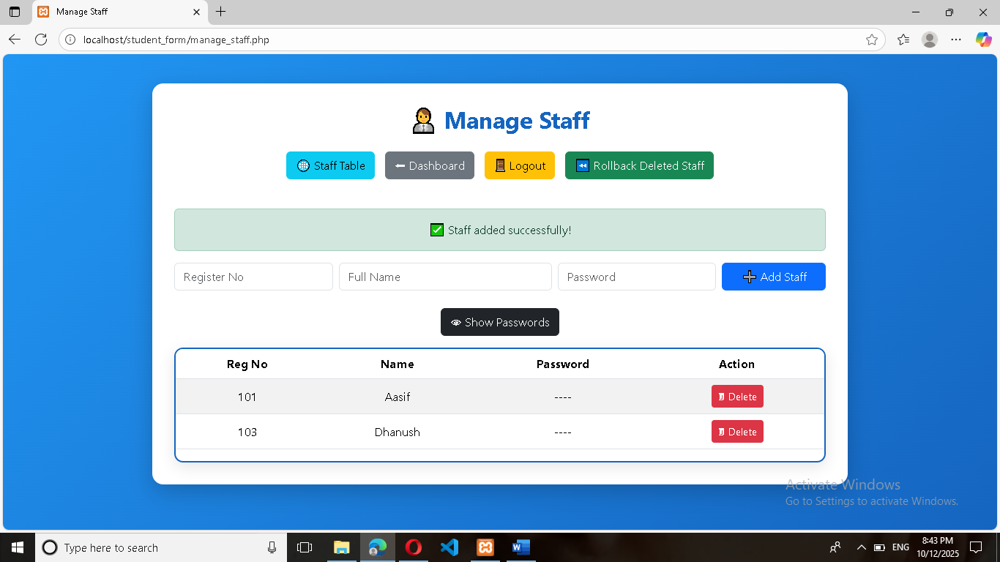 Manage Staff
localhost/student_form/manage_staff.php
Manage Staff
Staff Table
Dashboard
Logout
Rollback Deleted Staff
Staff added successfully!
Register No
Full Name
Password
Add Staff
Show Passwords
Reg No Name Password Action
101 Aasif ---- Delete
103 Dhanush ---- Delete
Activate Windows
Go to Settings to activate Windows.
Type here to search
ENG
8:43 PM
10/12/2025